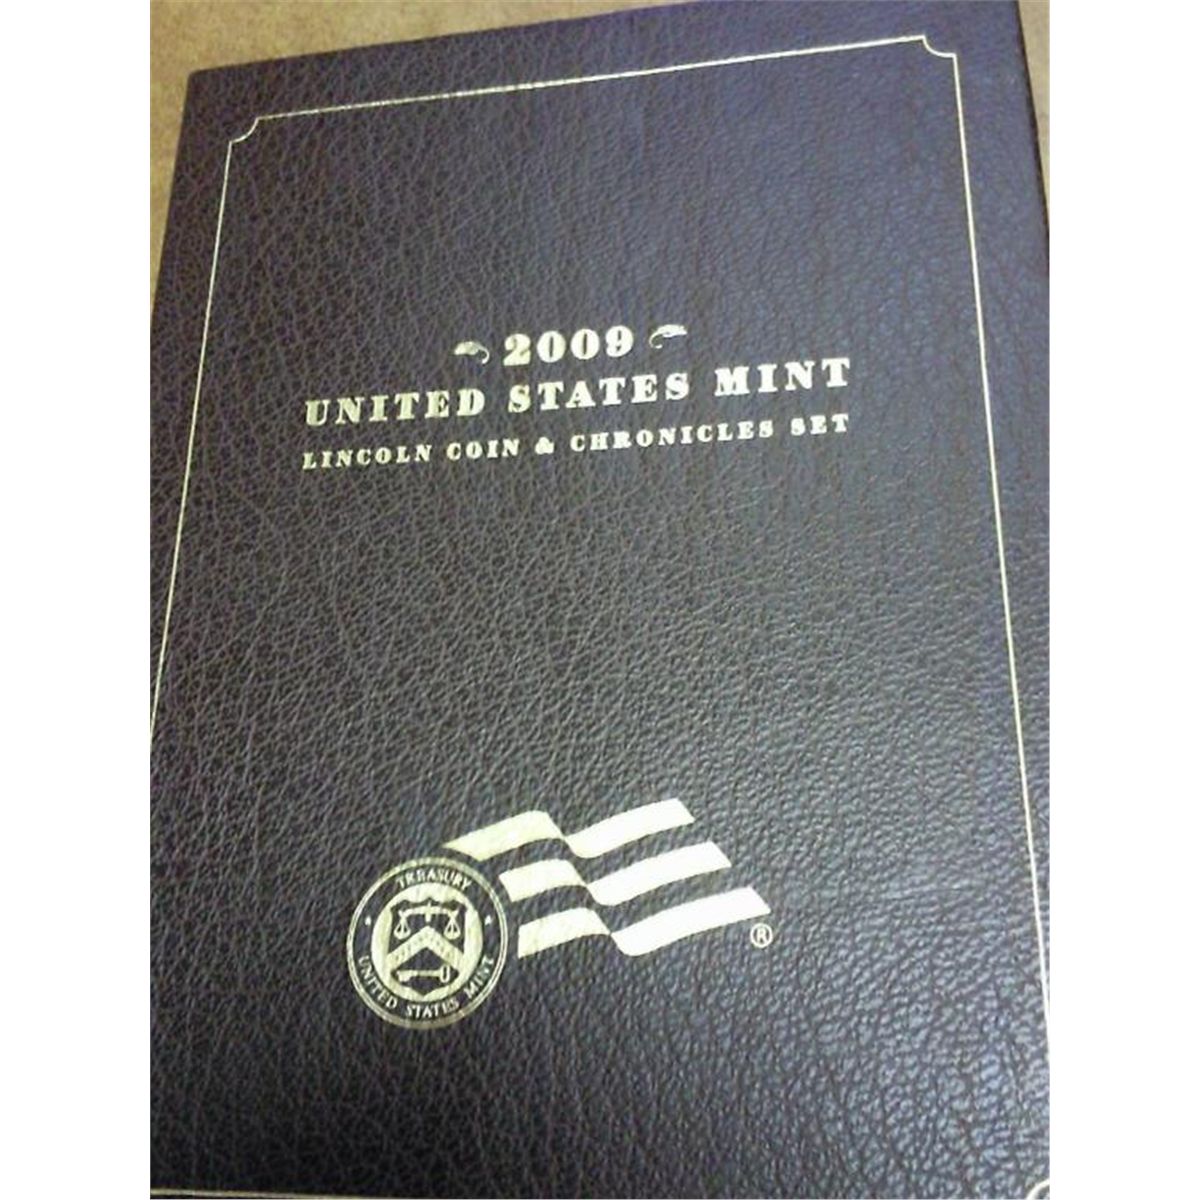 2009
UNITED STATES MINT
LINCOLN COIN & CHRONICLES SET
TREASURY
UNITED STATES MINT
®